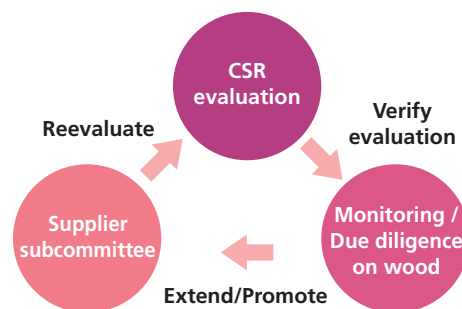 CSR
evaluation
Reevaluate
Verify
evaluation
Supplier
subcommittee
Monitoring /
Due diligence
on wood
Extend/Promote